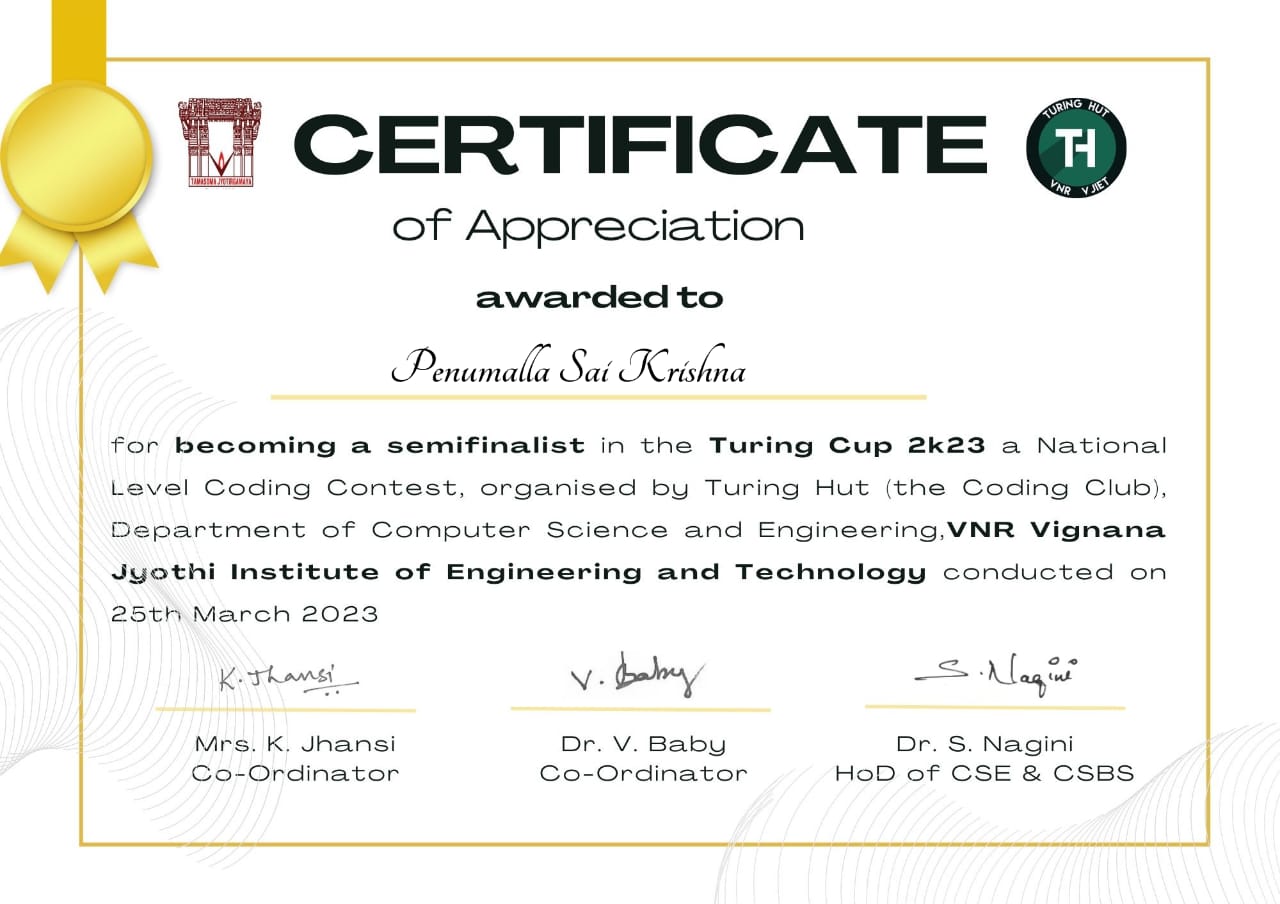 CERTIFICATE
TAMASOMA JYOTIRGAMAYA
TURING HUT
TH
VNR VJIET
of Appreciation
awarded to
Penumalla Sai Krishna
for becoming a semifinalist in the Turing Cup 2k23 a National
Level Coding Contest, organised by Turing Hut (the Coding Club),
Department of Computer Science and Engineering,VNR Vignana
Jyothi Institute of Engineering and Technology conducted on
25th March 2023
K. Jhansi
V. Baby
S. Nagini
Mrs. K. Jhansi
Co-Ordinator
Dr. V. Baby
Co-Ordinator
Dr. S. Nagini
HoD of CSE & CSBS